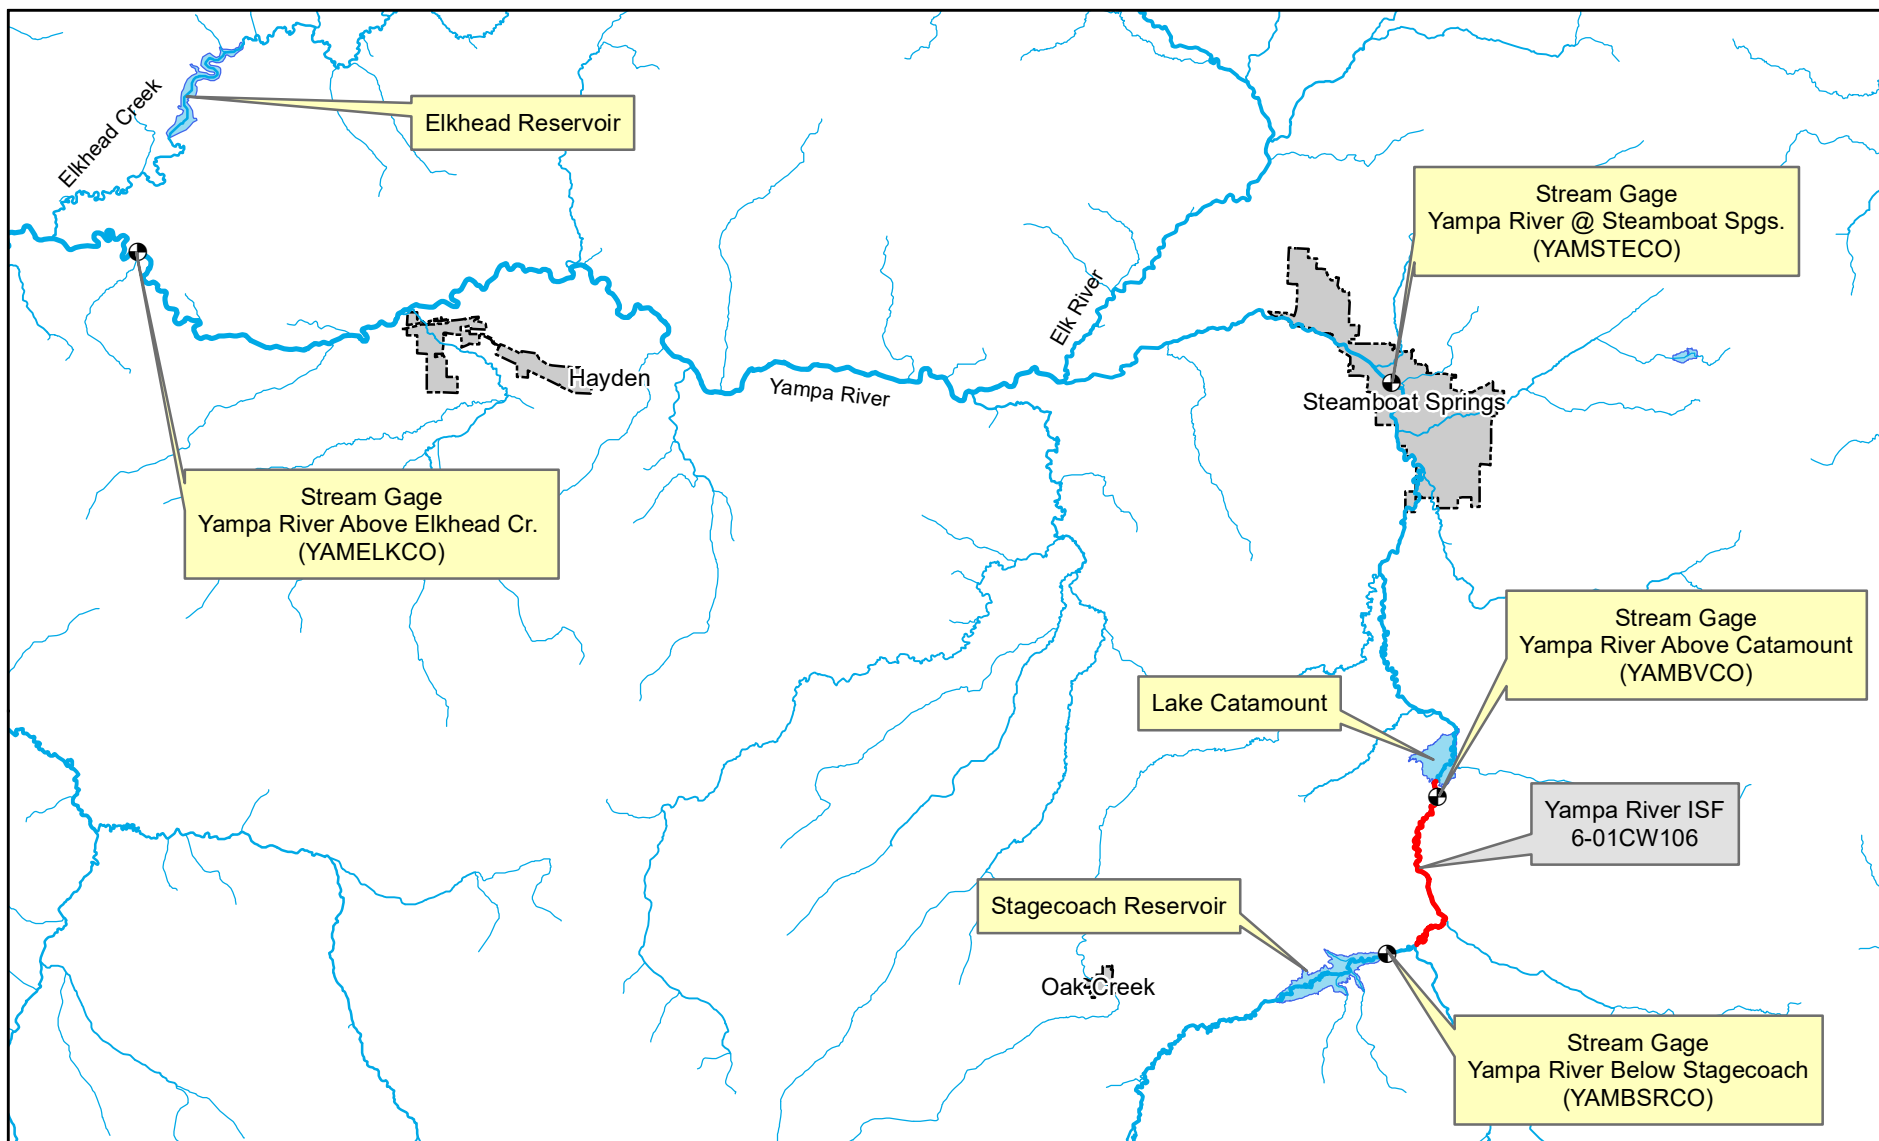 Elkhead Creek
Elkhead Reservoir
Stream Gage
Yampa River @ Steamboat Spgs.
(YAMSTECO)
Elk River
Hayden
Yampa River
Steamboat Springs
Stream Gage
Yampa River Above Elkhead Cr.
(YAMELKCO)
Stream Gage
Yampa River Above Catamount
(YAMBVCO)
Lake Catamount
Yampa River ISF
6-01CW106
Stagecoach Reservoir
Oak Creek
Stream Gage
Yampa River Below Stagecoach
(YAMBSRCO)